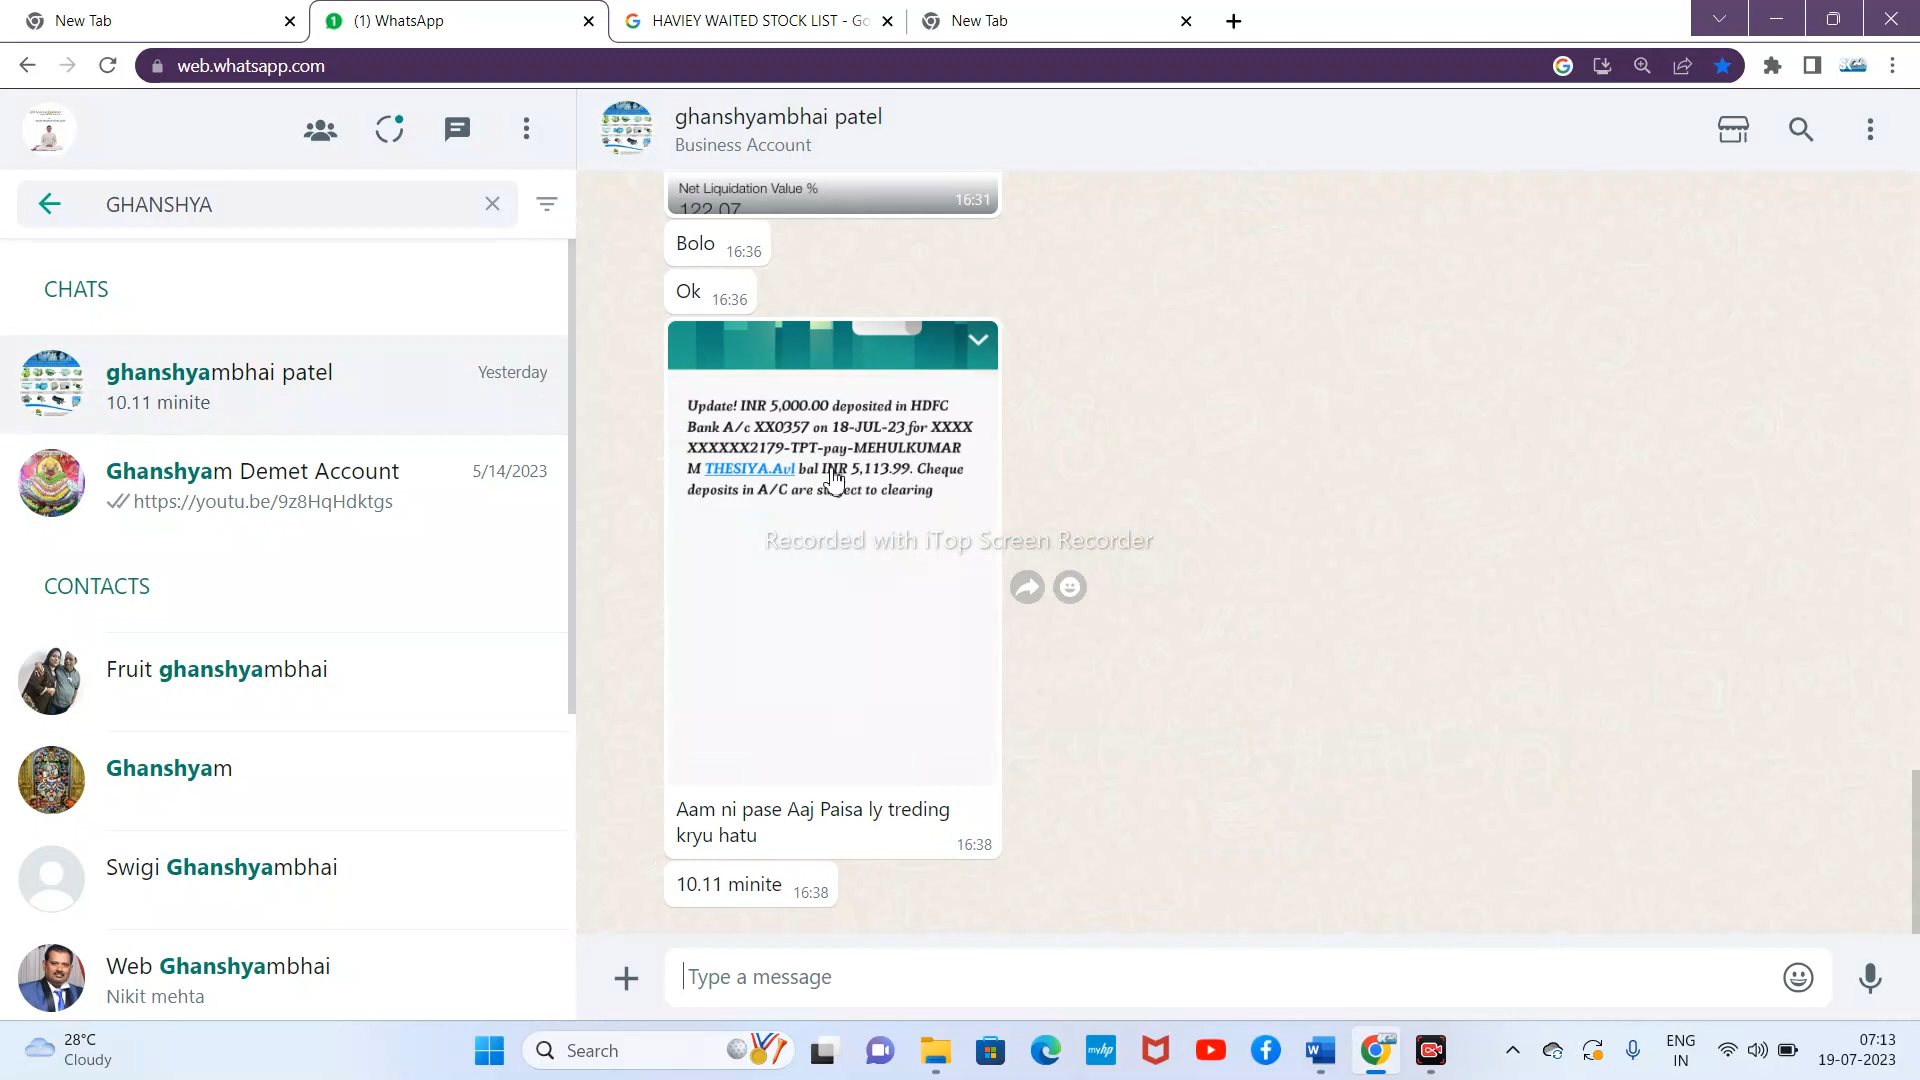 New Tab
(1) WhatsApp
HAVIEY WAITED STOCK LIST - Go
New Tab
web.whatsapp.com
GHANSHYA
CHATS
ghanshyambhai patel
Yesterday
10.11 minite
Ghanshyam Demet Account
5/14/2023
https://youtu.be/9z8HqHdktgs
CONTACTS
Fruit ghanshyambhai
Ghanshyam
Swigi Ghanshyambhai
Web Ghanshyambhai
Nikit mehta
ghanshyambhai patel
Business Account
Net Liquidation Value %
122.07
16:31
Bolo 16:36
Ok 16:36
Update! INR 5,000.00 deposited in HDFC
Bank A/c XX0357 on 18-JUL-23 for XXXX
XXXXXX2179-TPT-pay-MEHULKUMAR
M THESIYA.Avl bal INR 5,113.99. Cheque
deposits in A/C are subject to clearing
Recorded with iTop Screen Recorder
Aam ni pase Aaj Paisa ly treding
kryu hatu
16:38
10.11 minite 16:38
Type a message
28°C
Cloudy
Search
myhp
ENG
IN
07:13
19-07-2023